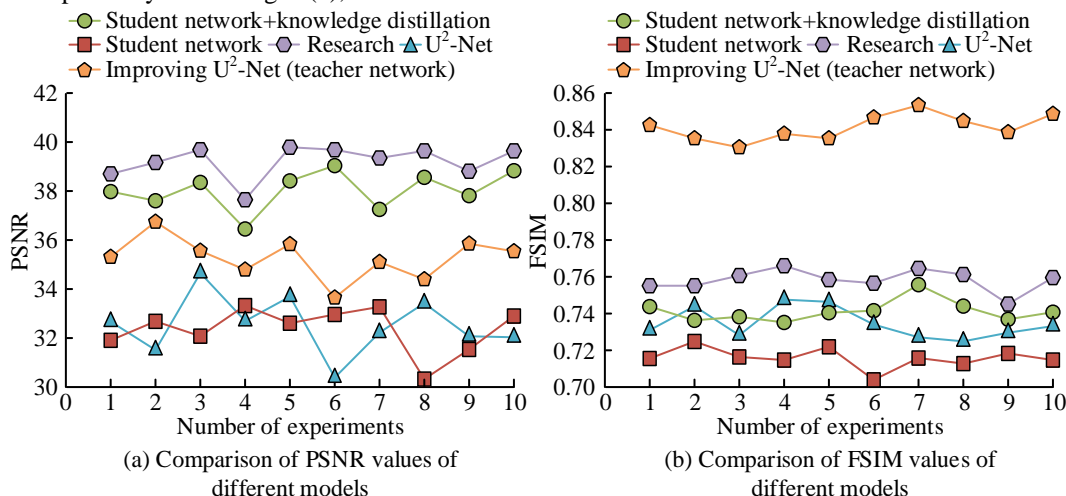 Student network+knowledge distillation
Student network Research U²-Net
Improving U²-Net (teacher network)
42
40
38
36
33
32
30
PSNR
0 1 2 3 4 5 6 7 8 9 10
Number of experiments
(a) Comparison of PSNR values of
different models
Student network+knowledge distillation
Student network Research U²-Net
Improving U²-Net (teacher network)
0.86
0.84
0.82
0.80
0.78
0.76
0.74
0.72
0.70
FSIM
0 1 2 3 4 5 6 7 8 9 10
Number of experiments
(b) Comparison of FSIM values of
different models